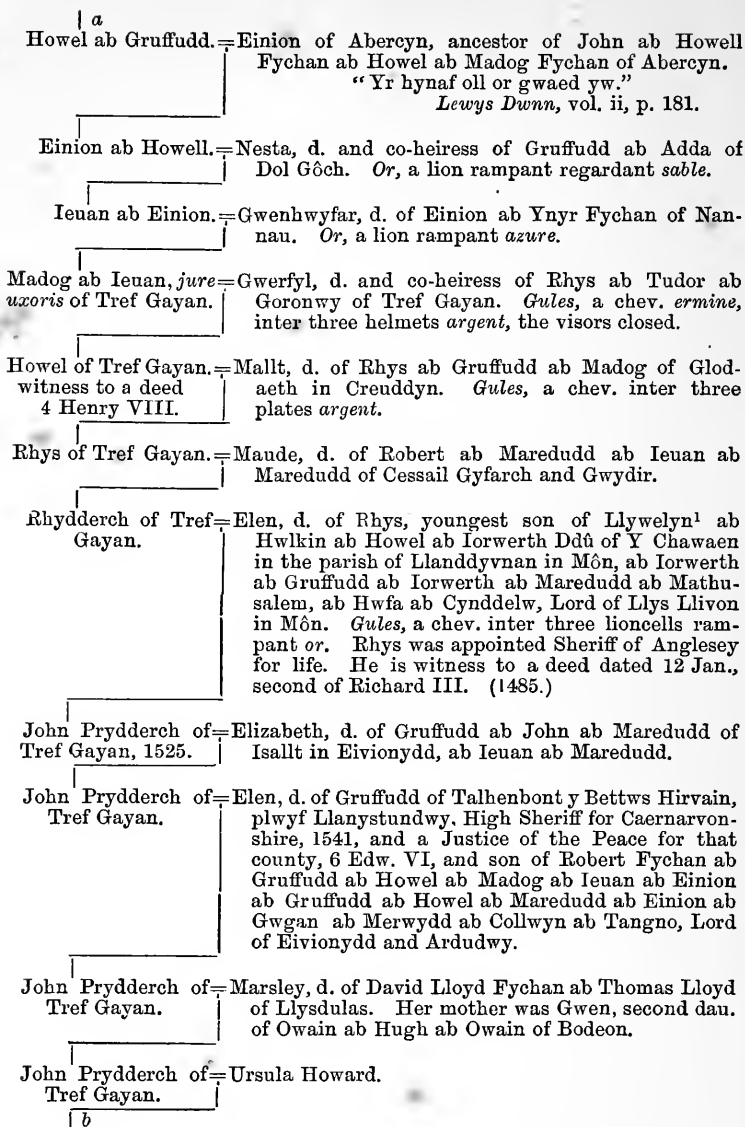 a
Howel ab Gruffudd.=Einion of Abercyn, ancestor of John ab Howell
Fychan ab Howel ab Madog Fychan of Abercyn.
“Yr hynaf oll or gwaed yw.”
Lewys Dwnn, vol. ii, p. 181.
Einion ab Howell.=Nesta, d. and co-heiress of Gruffudd ab Adda of
Dol Gôch. Or, a lion rampant regardant sable.
Ieuan ab Einion.=Gwenhwyfar, d. of Einion ab Ynyr Fychan of Nan-
nau. Or, a lion rampant azure.
Madog ab Ieuan, jure=Gwerfyl, d. and co-heiress of Rhys ab Tudor ab
uxoris of Tref Gayan. Goronwy of Tref Gayan. Gules, a chev. ermine,
inter three helmets argent, the visors closed.
Howel of Tref Gayan.=Mallt, d. of Rhys ab Gruffudd ab Madog of Glod-
witness to a deed aeth in Creuddyn. Gules, a chev. inter three
4 Henry VIII. plates argent.
Rhys of Tref Gayan.=Maude, d. of Robert ab Maredudd ab Ieuan ab
Maredudd of Cessail Gyfarch and Gwydir.
Rhydderch of Tref=Elen, d. of Rhys, youngest son of Llywelyn¹ ab
Gayan. Hwlkin ab Howel ab Iorwerth Ddû of Y Chawaen
in the parish of Llanddyvnan in Môn, ab Iorwerth
ab Gruffudd ab Iorwerth ab Maredudd ab Mathu-
salem, ab Hwfa ab Cynddelw, Lord of Llys Llivon
in Môn. Gules, a chev. inter three lioncells ram-
pant or. Rhys was appointed Sheriff of Anglesey
for life. He is witness to a deed dated 12 Jan.,
second of Richard III. (1485.)
John Prydderch of=Elizabeth, d. of Gruffudd ab John ab Maredudd of
Tref Gayan, 1525. Isallt in Eivionydd, ab Ieuan ab Maredudd.
John Prydderch of=Elen, d. of Gruffudd of Talhenbont y Bettws Hirvain,
Tref Gayan. plwyf Llanystundwy, High Sheriff for Caernarvon-
shire, 1541, and a Justice of the Peace for that
county, 6 Edw. VI, and son of Robert Fychan ab
Gruffudd ab Howel ab Madog ab Ieuan ab Einion
ab Gruffudd ab Howel ab Maredudd ab Einion ab
Gwgan ab Merwydd ab Collwyn ab Tangno, Lord
of Eivionydd and Ardudwy.
John Prydderch of=Marsley, d. of David Lloyd Fychan ab Thomas Lloyd
Tref Gayan. of Llysdulas. Her mother was Gwen, second dau.
of Owain ab Hugh ab Owain of Bodeon.
John Prydderch of=Ursula Howard.
Tref Gayan.
b